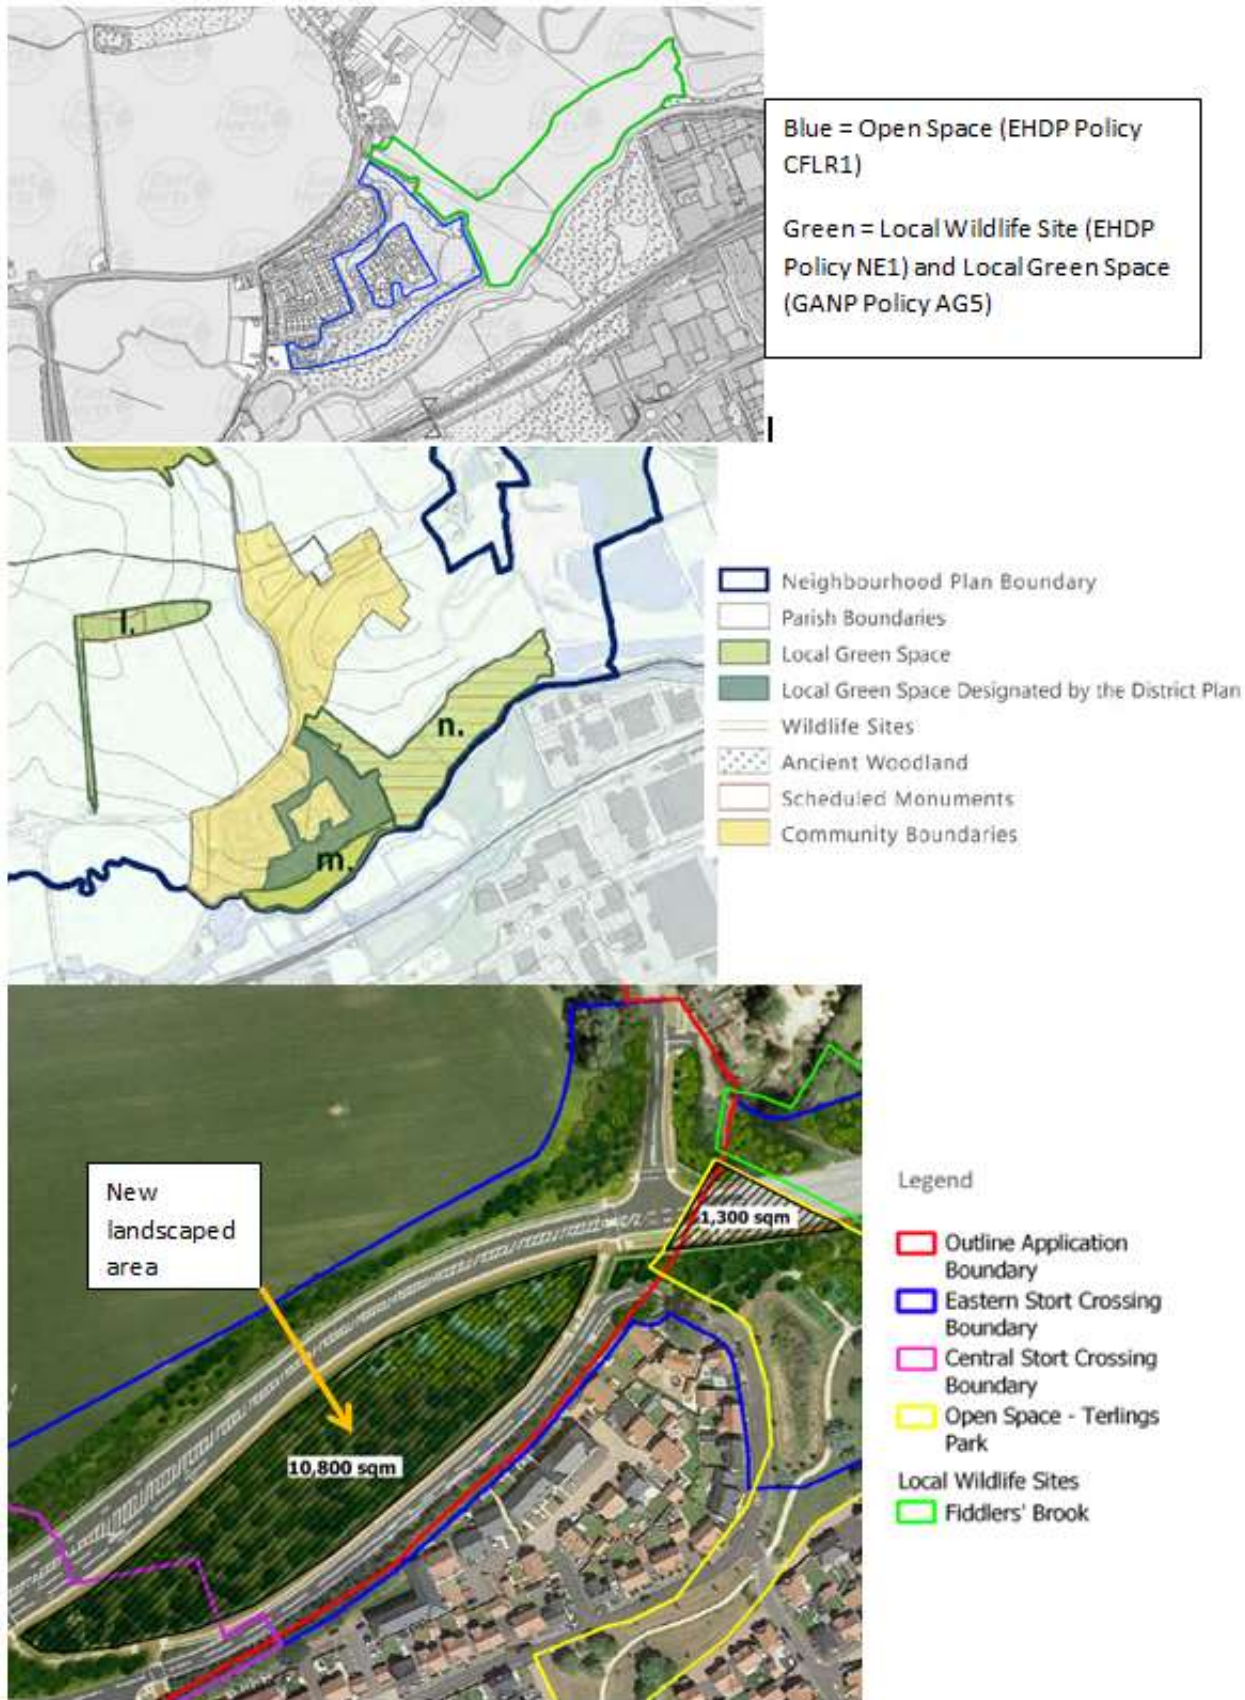 Blue = Open Space (EHDP Policy
CFLR1)
Green = Local Wildlife Site (EHDP
Policy NE1) and Local Green Space
(GANP Policy AG5)
l.
n.
m.
Neighbourhood Plan Boundary
Parish Boundaries
Local Green Space
Local Green Space Designated by the District Plan
Wildlife Sites
Ancient Woodland
Scheduled Monuments
Community Boundaries
New
landscaped
area
1,300 sqm
10,800 sqm
Legend
Outline Application
Boundary
Eastern Stort Crossing
Boundary
Central Stort Crossing
Boundary
Open Space - Terlings
Park
Local Wildlife Sites
Fiddlers' Brook